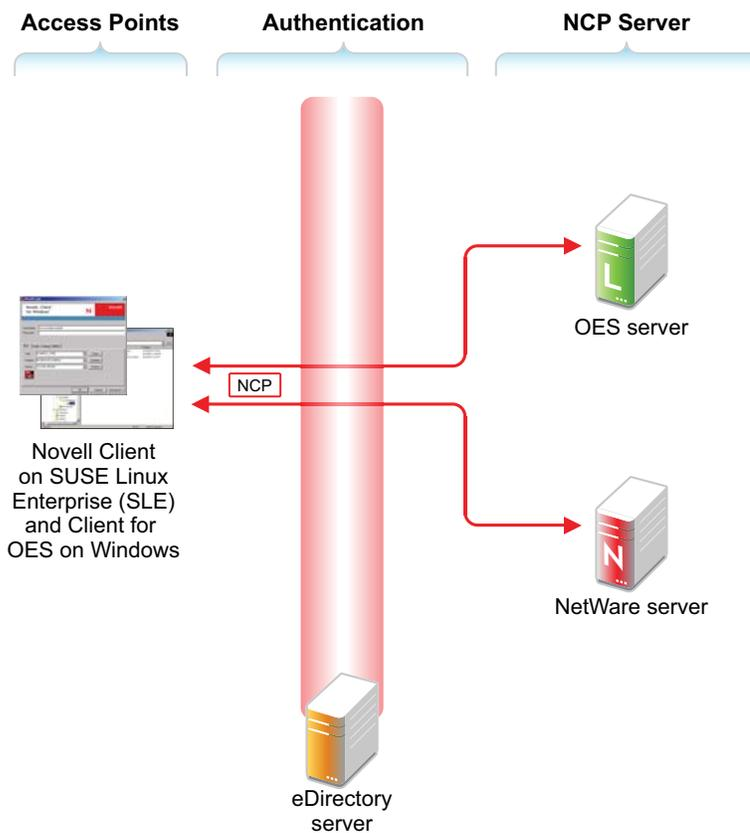 Access Points
Authentication
NCP Server
OES server
NCP
Novell Client
on SUSE Linux
Enterprise (SLE)
and Client for
OES on Windows
NetWare server
eDirectory
server
L
N
N